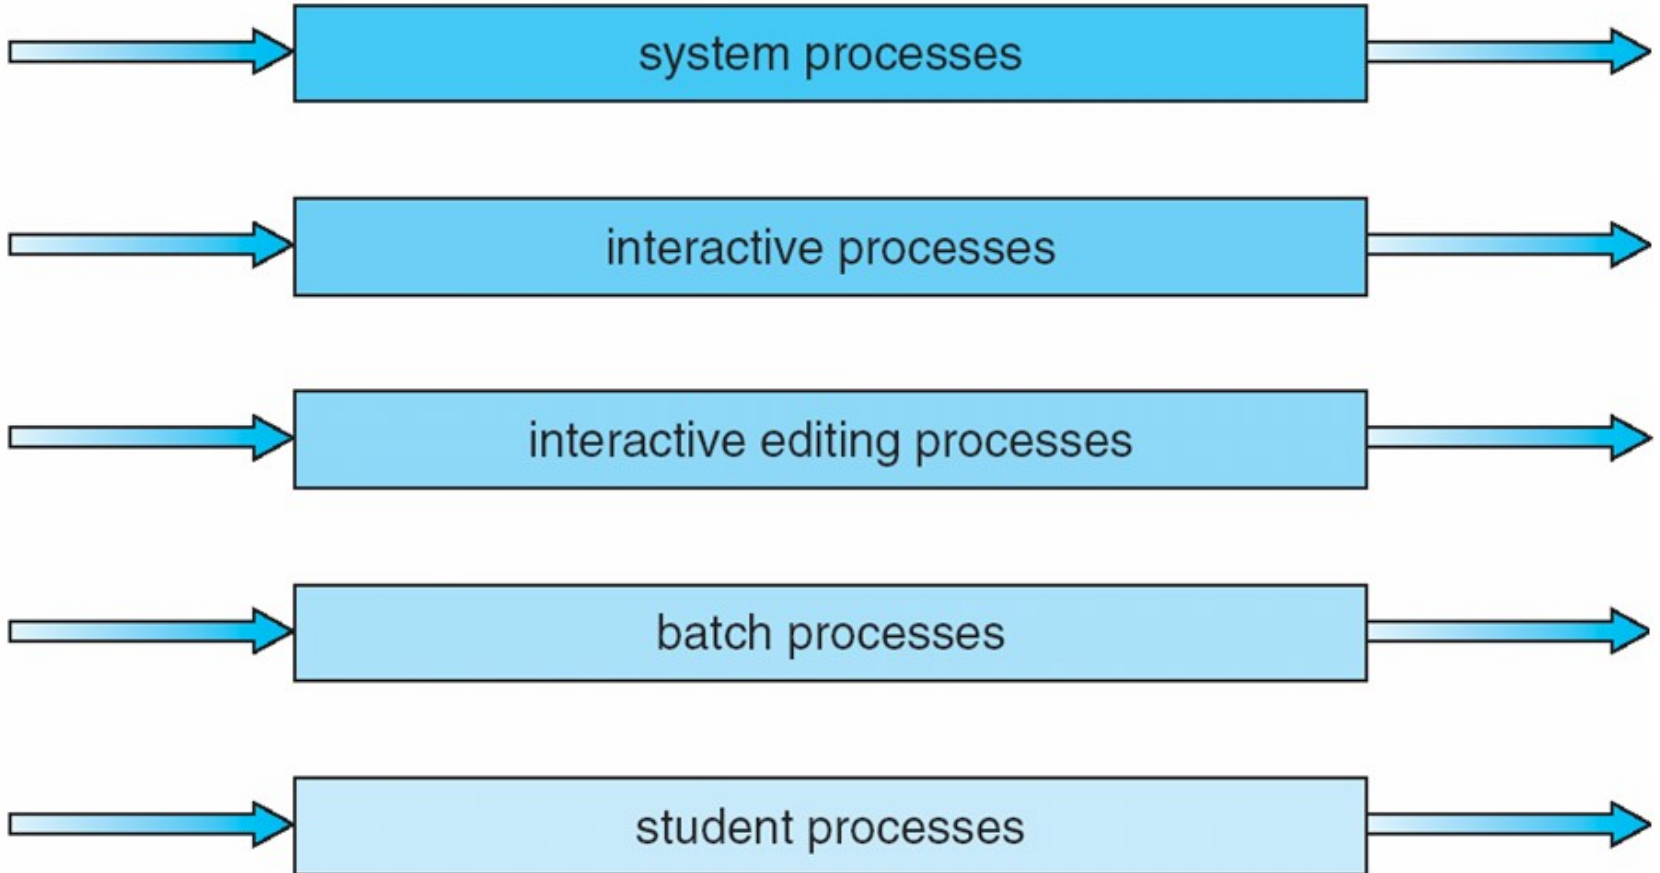 system processes
interactive processes
interactive editing processes
batch processes
student processes